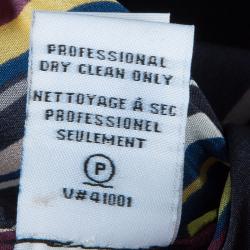 PROFESSIONAL
DRY CLEAN ONLY
NETTOYAGE À SEC
PROFESSIONEL
SEULEMENT
P
V#41001